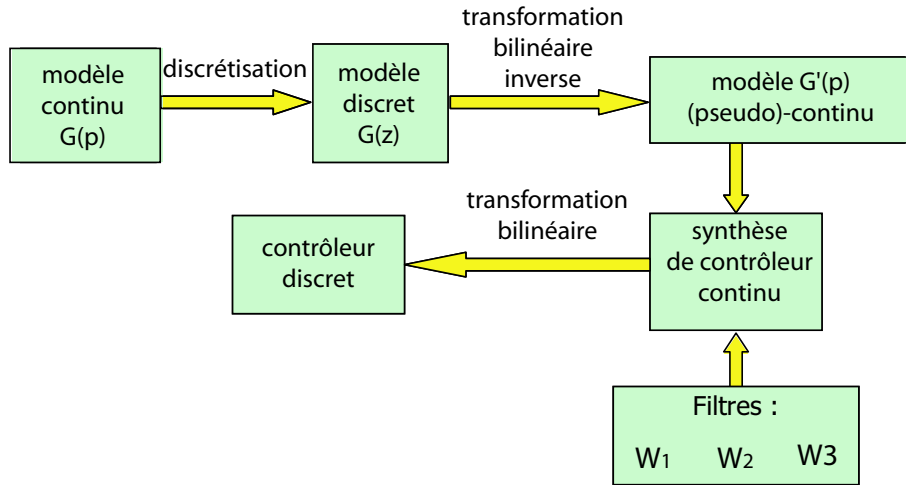 modèle
continu
G(p)
discrétisation
modèle
discret
G(z)
transformation
bilinéaire
inverse
modèle G'(p)
(pseudo)-continu
contrôleur
discret
transformation
bilinéaire
synthèse
de contrôleur
continu
Filtres :
W1 W2 W3